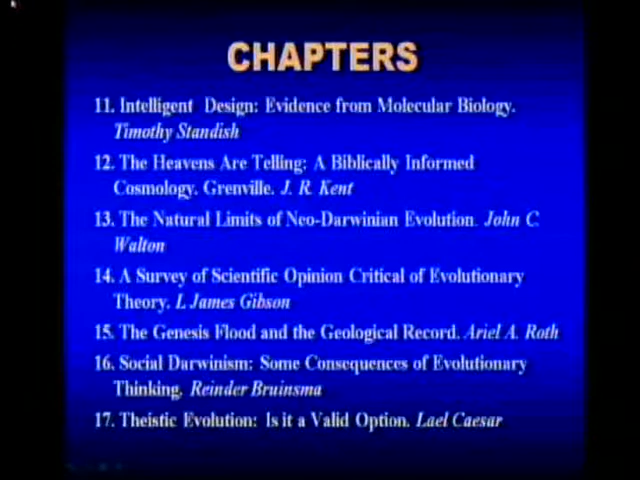 CHAPTERS
11. Intelligent Design: Evidence from Molecular Biology.
Timothy Standish
12. The Heavens Are Telling: A Biblically Informed
Cosmology. Grenville. J. R. Kent
13. The Natural Limits of Neo-Darwinian Evolution. John C.
Walton
14. A Survey of Scientific Opinion Critical of Evolutionary
Theory. L James Gibson
15. The Genesis Flood and the Geological Record. Ariel A. Roth
16. Social Darwinism: Some Consequences of Evolutionary
Thinking. Reinder Bruinsma
17. Theistic Evolution: Is it a Valid Option. Lael Caesar